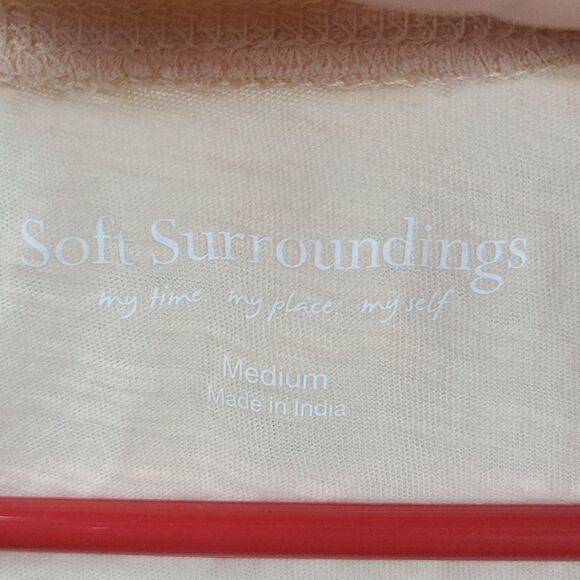 Soft Surroundings
my time my place my self
Medium
Made in India